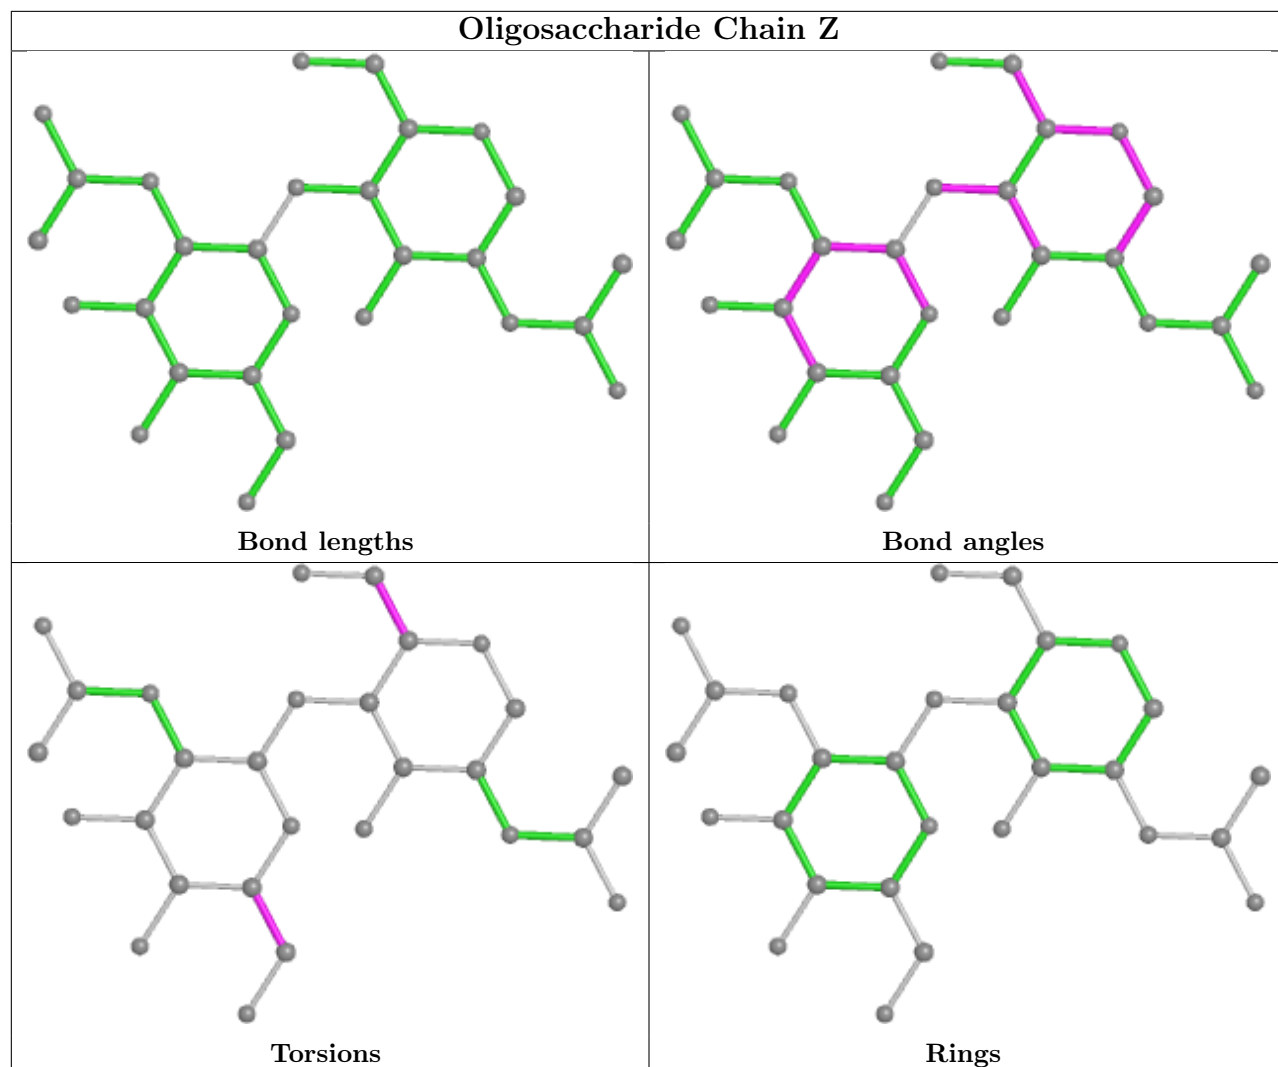 Oligosaccharide Chain Z
Bond lengths
Bond angles
Torsions
Rings